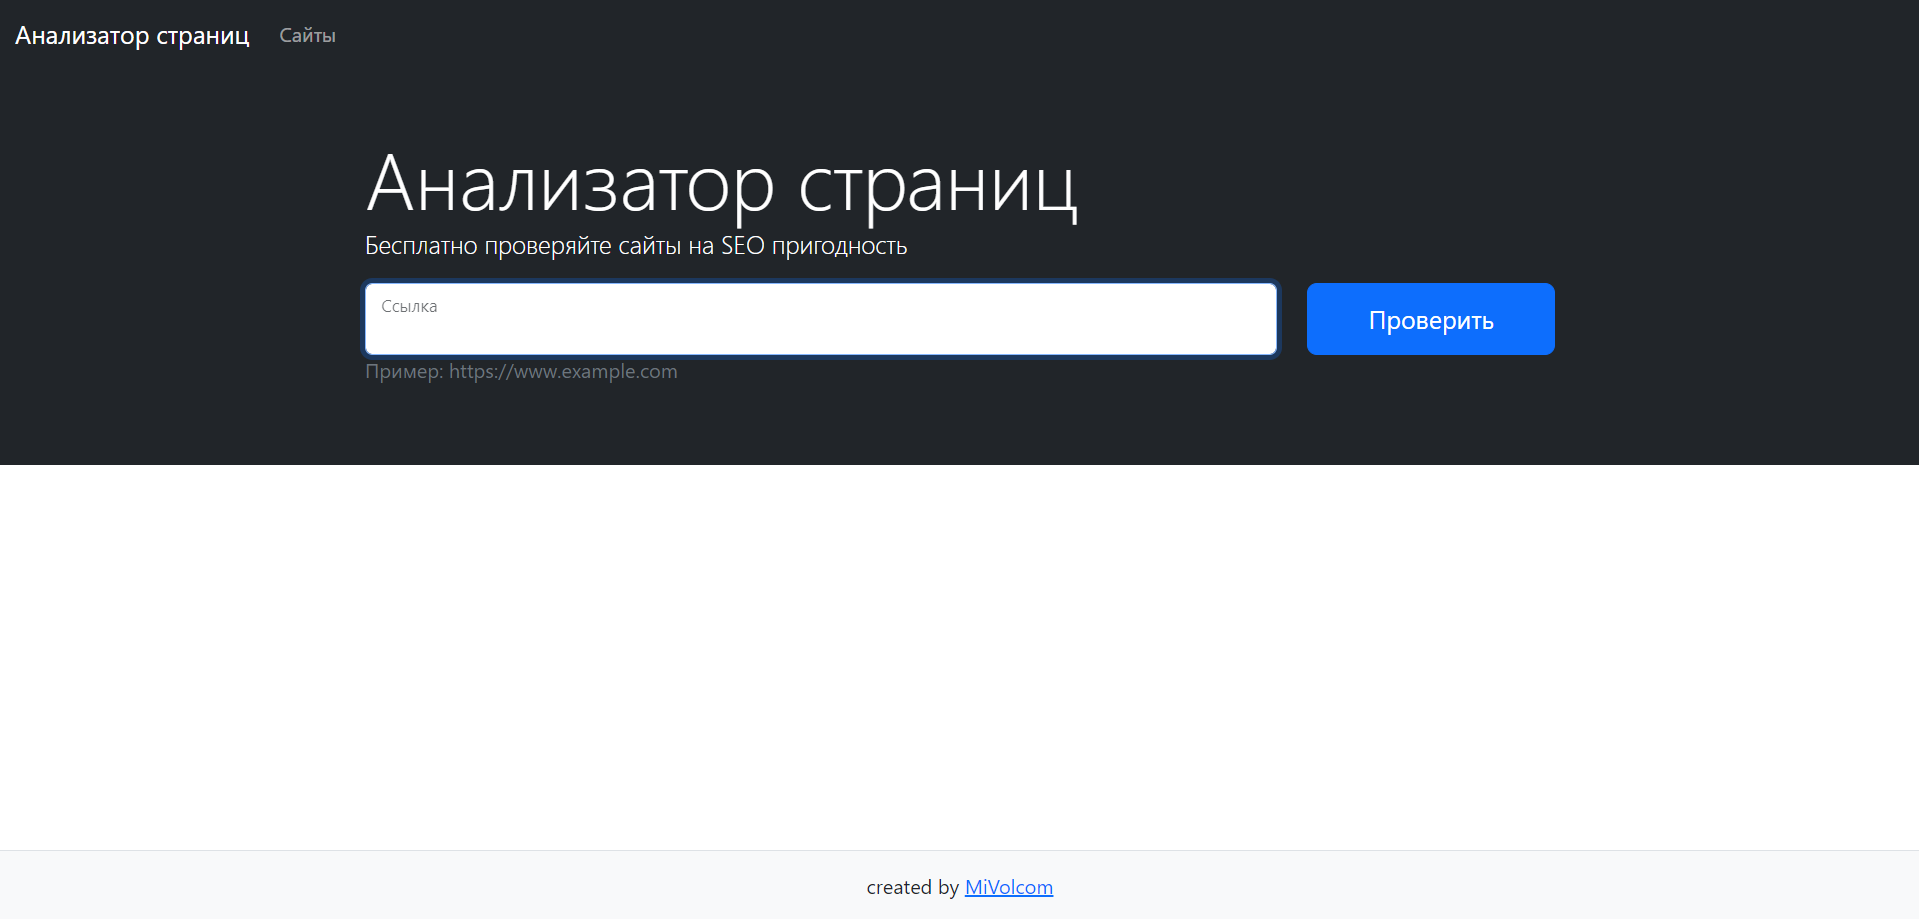 Анализатор страниц Сайты
Анализатор страниц
Бесплатно проверяйте сайты на SEO пригодность
Ссылка
Проверить
Пример: https://www.example.com
created by MiVolcom